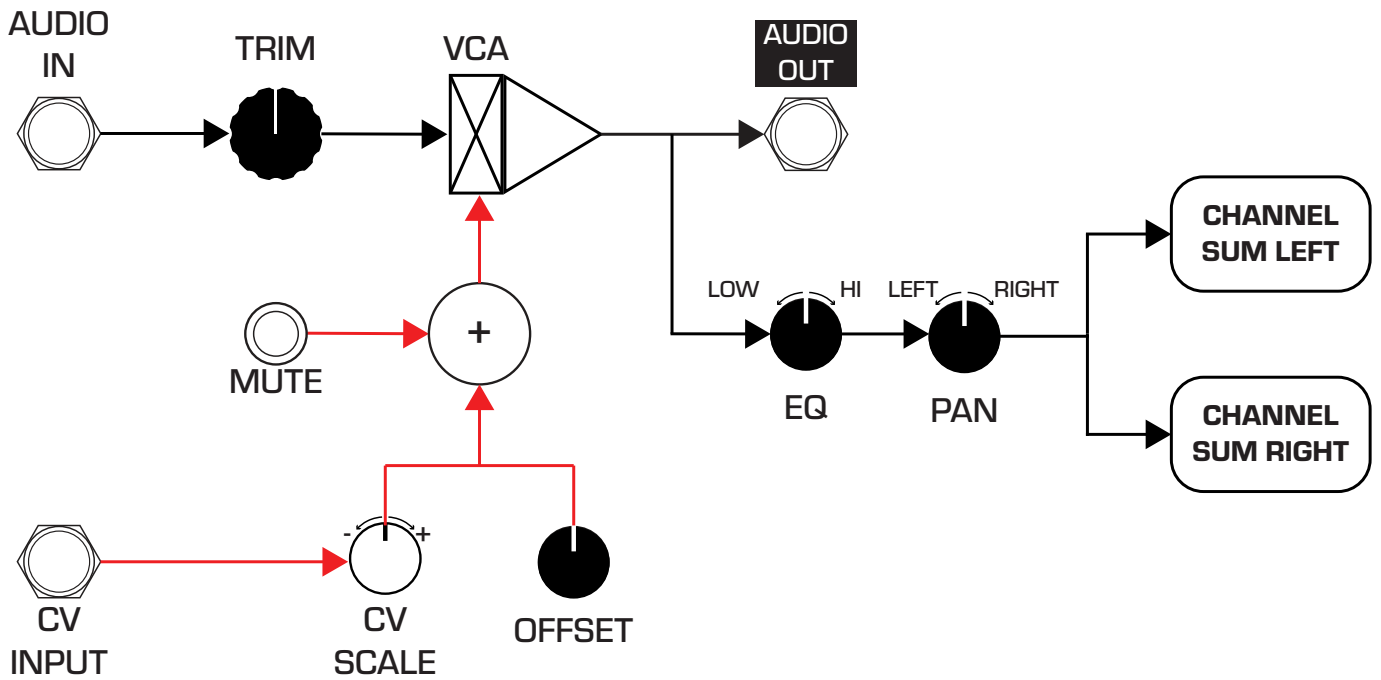 AUDIO
IN
TRIM
VCA
AUDIO
OUT
CHANNEL
SUM LEFT
LOW
HI
LEFT
RIGHT
+
MUTE
EQ
PAN
CHANNEL
SUM RIGHT
-
+
CV
INPUT
CV
SCALE
OFFSET